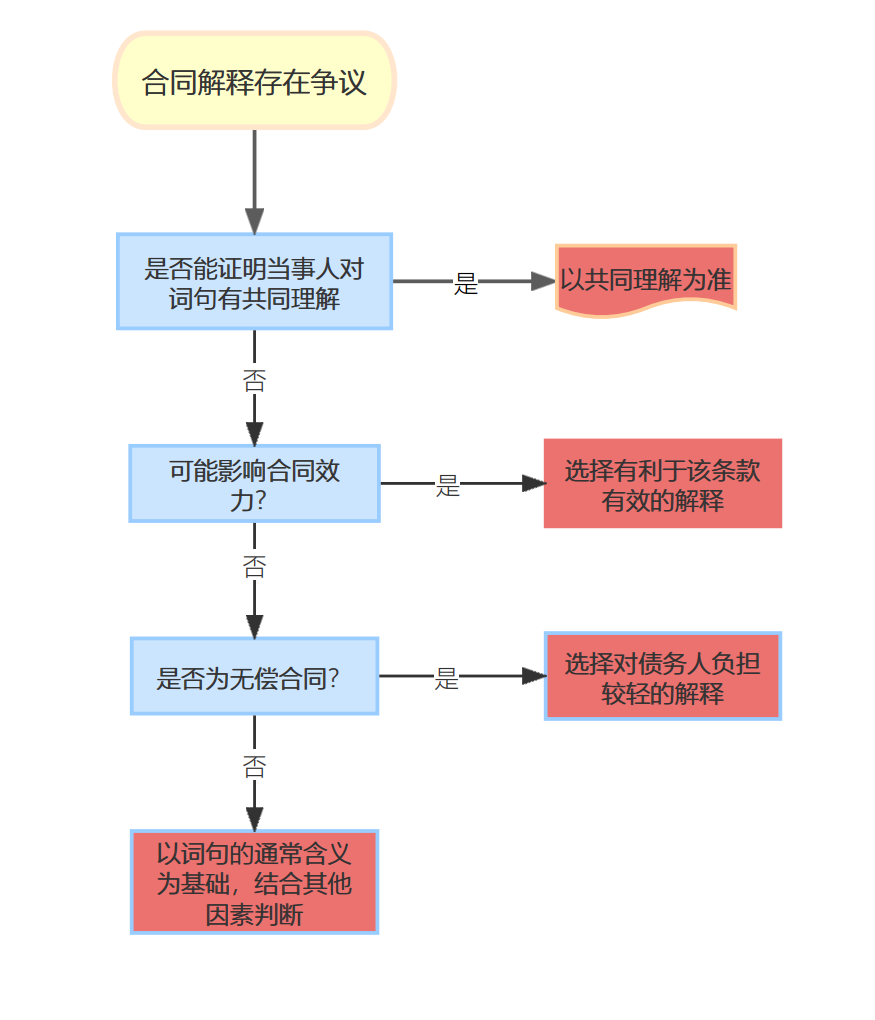 合同解释存在争议
是否能证明当事人对
词句有共同理解
是
以共同理解为准
否
可能影响合同效
力？
是
选择有利于该条款
有效的解释
否
是否为无偿合同？
是
选择对债务人负担
较轻的解释
否
以词句的通常含义
为基础，结合其他
因素判断